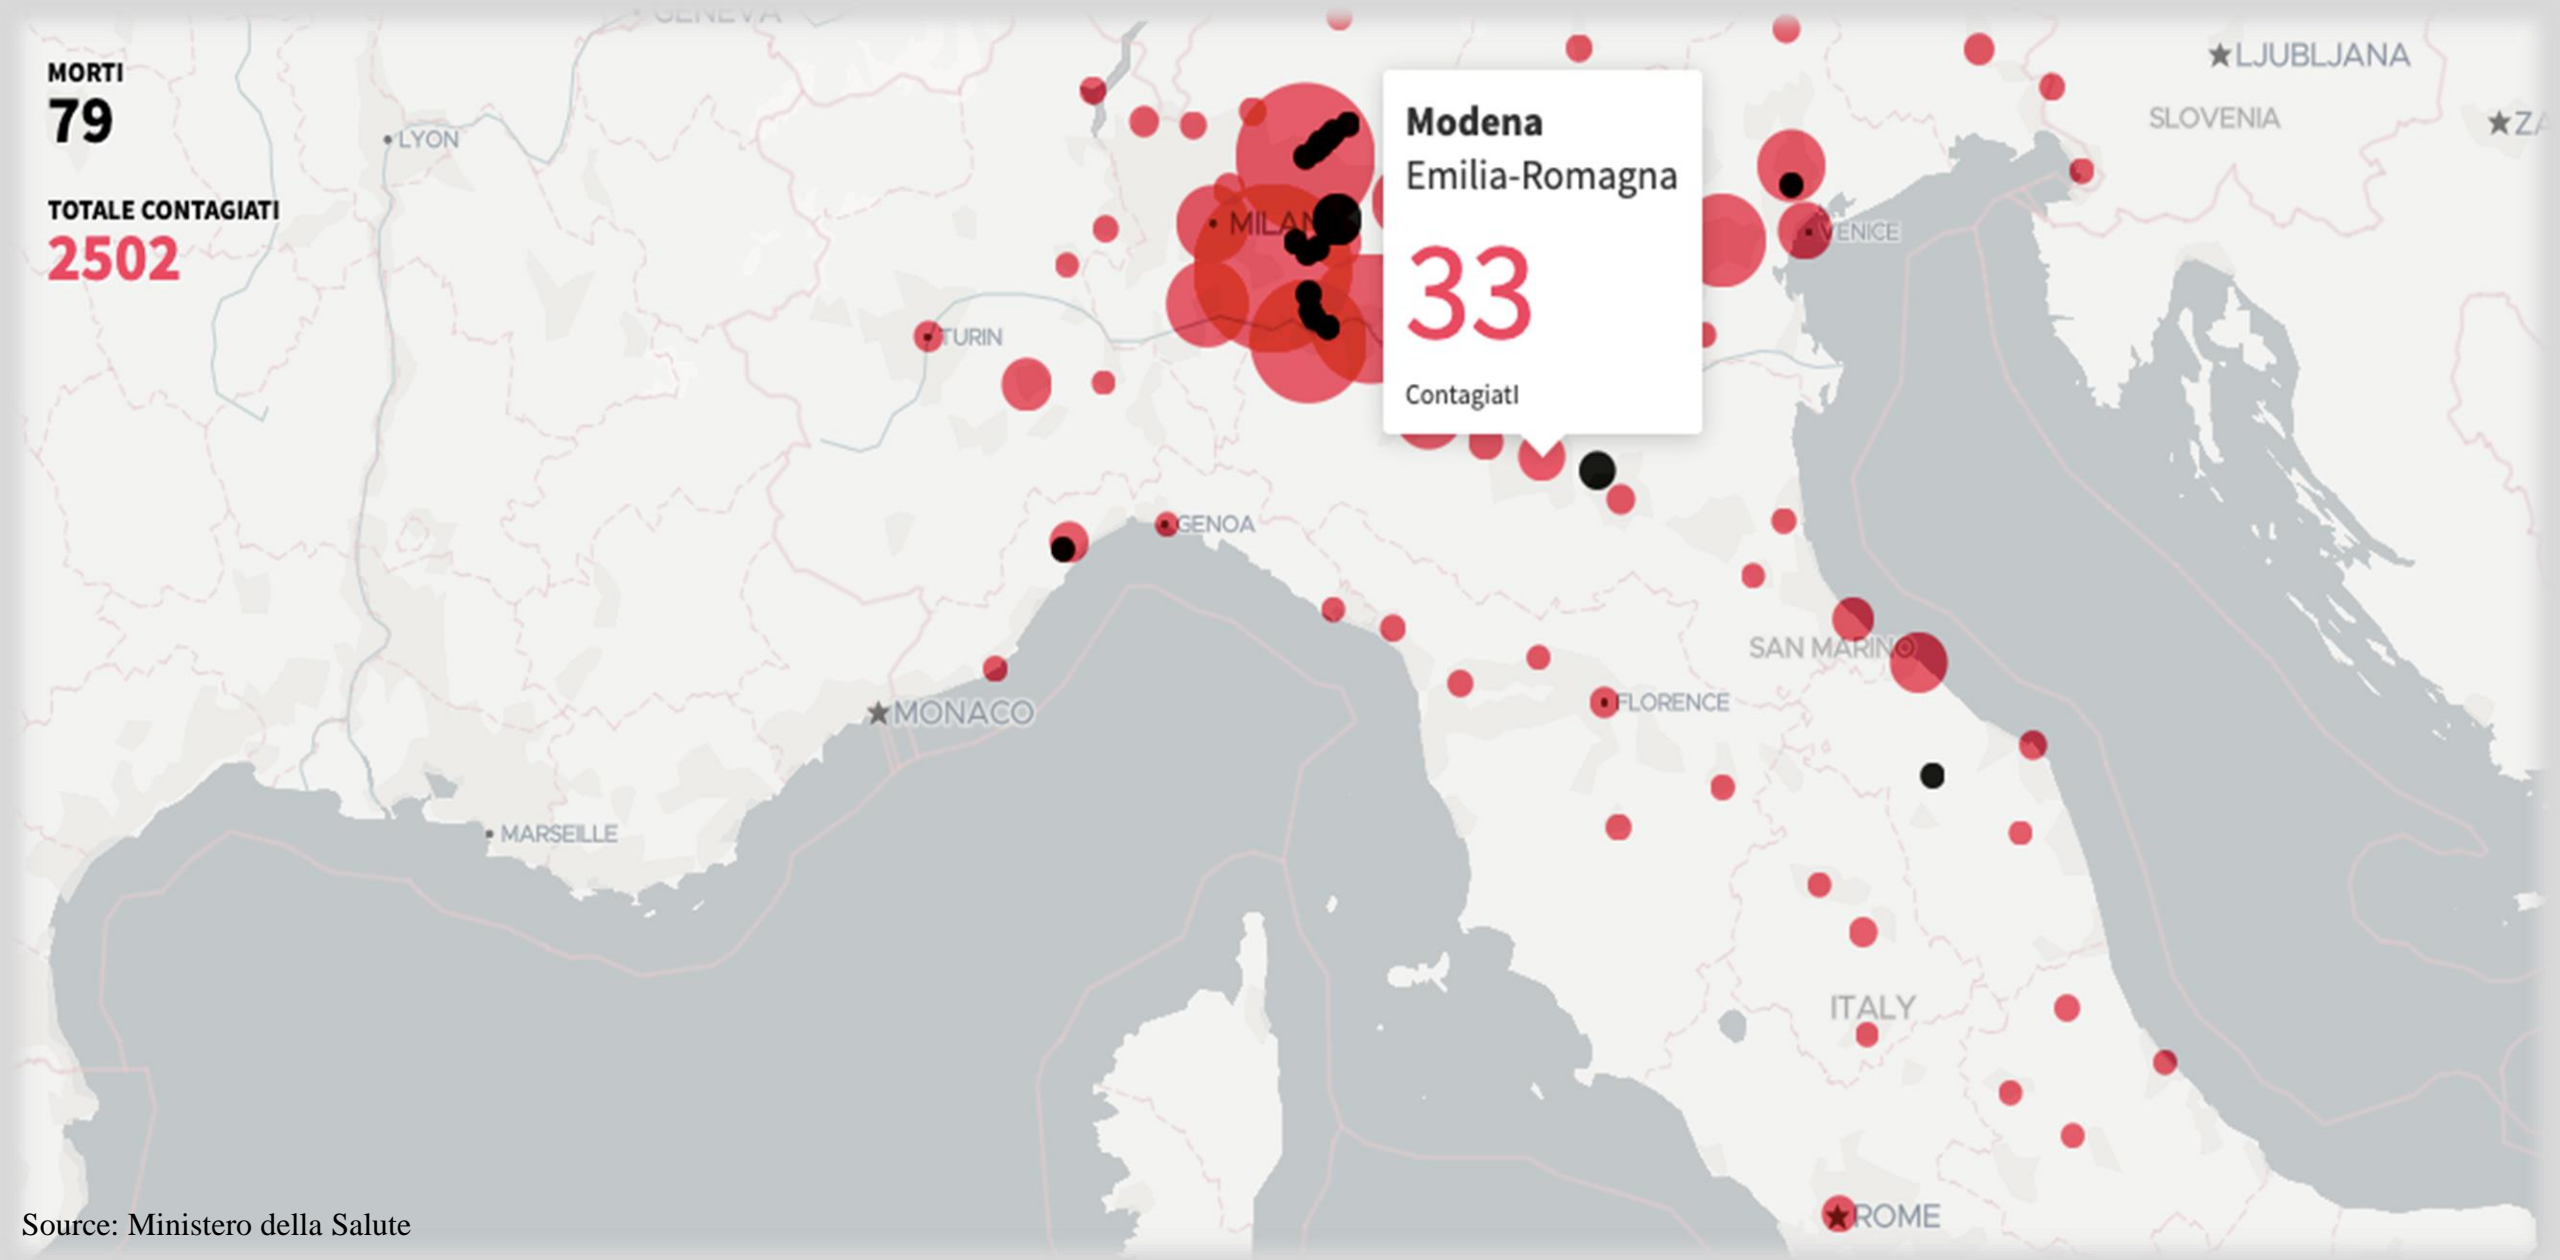 GENEVA
MORTI
79
TOTALE CONTAGIATI
2502
LYON
LJUBLJANA
SLOVENIA
Modena
Emilia-Romagna
33
ContagiatI
MILAN
VENICE
TURIN
GENOA
SAN MARINO
MONACO
FLORENCE
MARSEILLE
ITALY
ROME
Source: Ministero della Salute